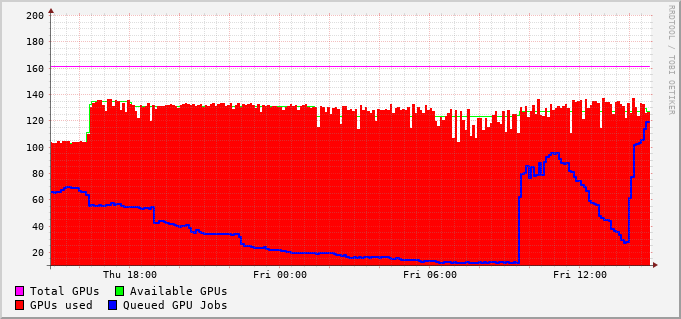 200
180
160
140
120
100
80
60
40
20
Thu 18:00 Fri 00:00 Fri 06:00 Fri 12:00
Total GPUs Available GPUs
GPUs used Queued GPU Jobs
RRDTOOL / TOBI OETIKER